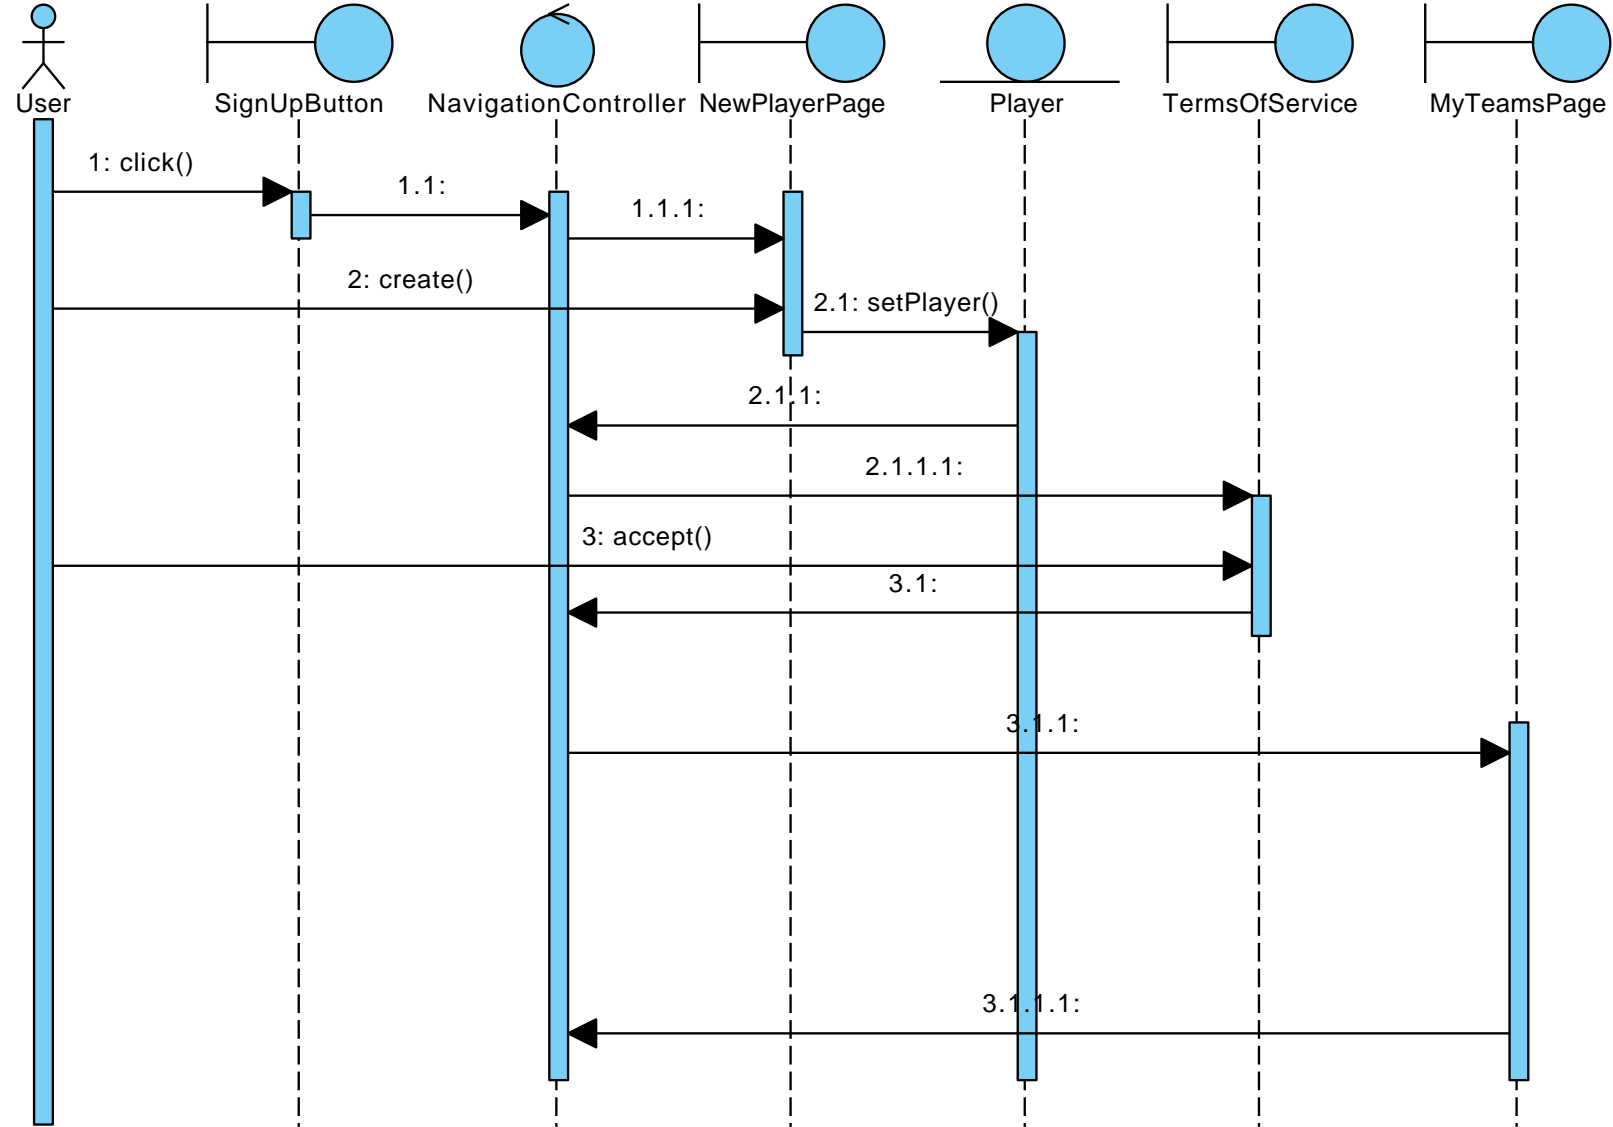 User
SignUpButton
NavigationController
NewPlayerPage
Player
TermsOfService
MyTeamsPage
1: click()
1.1:
1.1.1:
2: create()
2.1: setPlayer()
2.1.1:
2.1.1.1:
3: accept()
3.1:
3.1.1:
3.1.1.1: